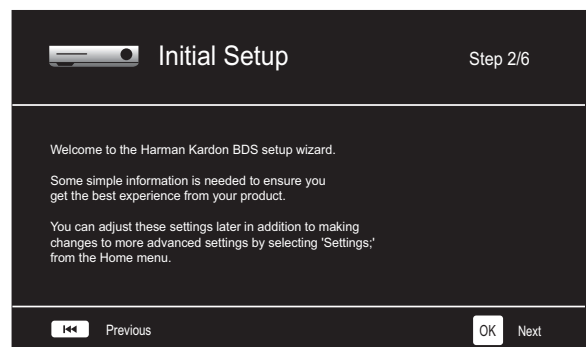 Initial Setup
Step 2/6
Welcome to the Harman Kardon BDS setup wizard.
Some simple information is needed to ensure you
get the best experience from your product.
You can adjust these settings later in addition to making
changes to more advanced settings by selecting 'Settings;'
from the Home menu.
Previous
OK Next